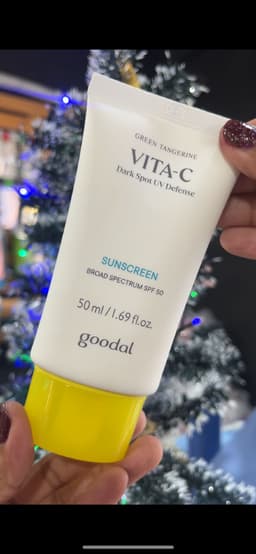 GREEN TANGERINE
VITA-C
Dark Spot UV Defense
SUNSCREEN
BROAD SPECTRUM SPF 50
50 ml / 1.69 fl.oz.
goodal